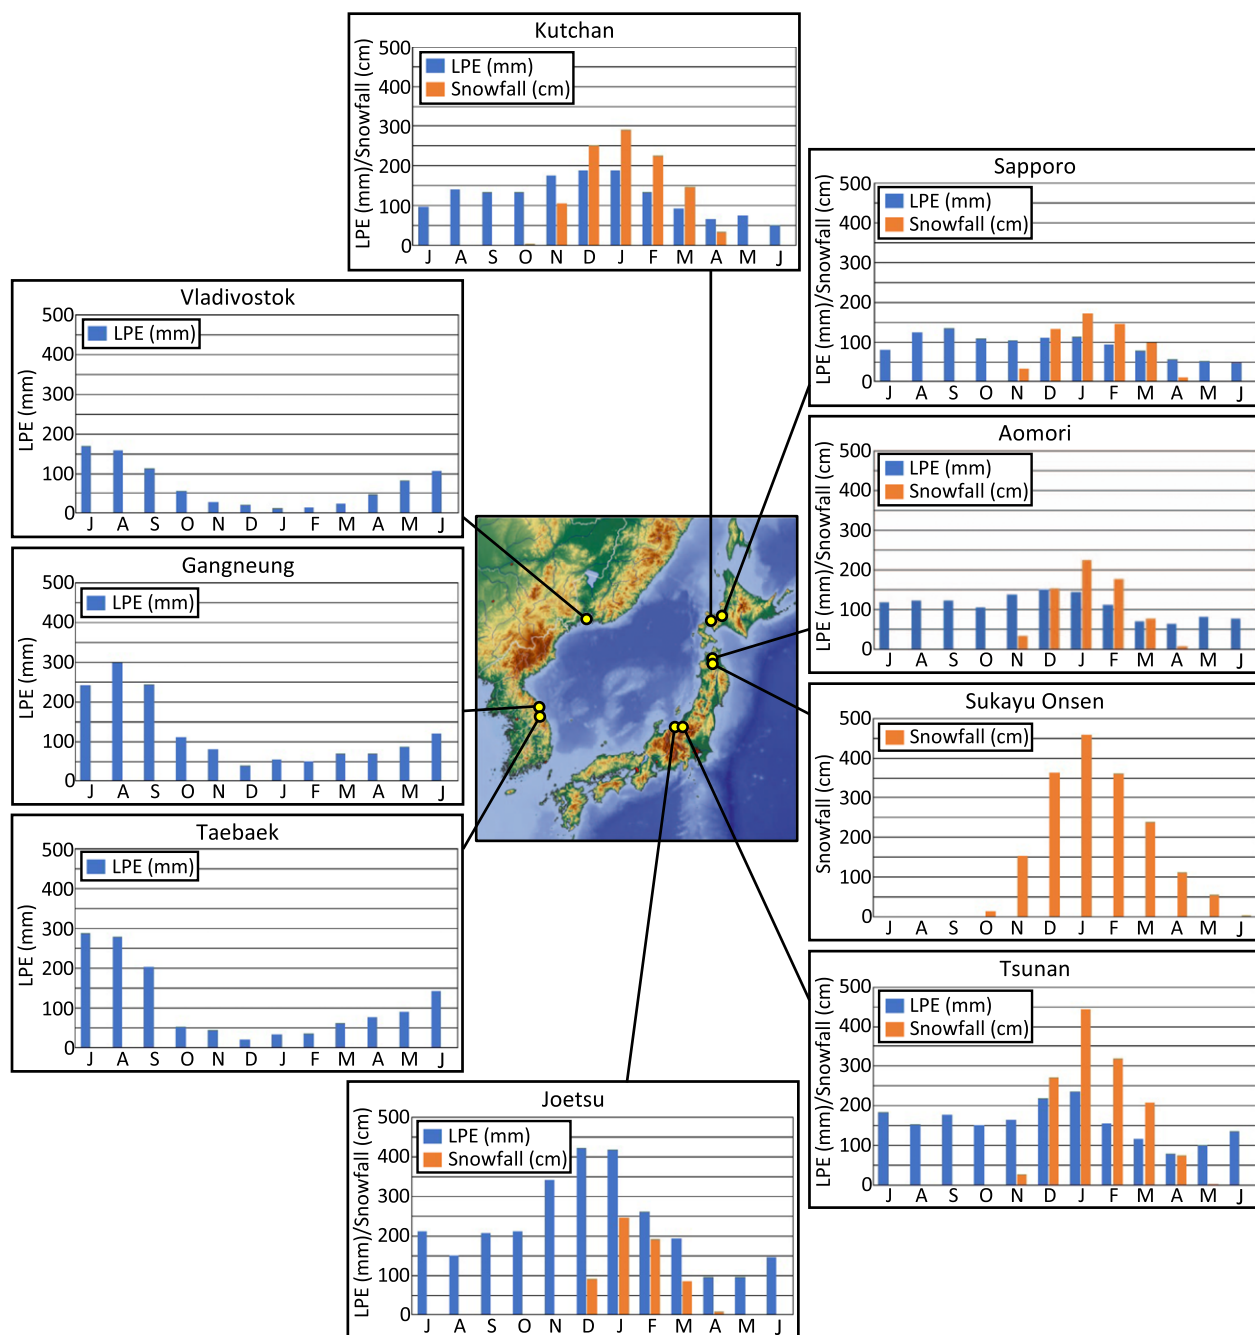 Kutchan
LPE (mm)/Snowfall (cm)
500
400
300
200
100
0
LPE (mm)
Snowfall (cm)
J A S O N D J F M A M J
Sapporo
LPE (mm)/Snowfall (cm)
500
400
300
200
100
0
LPE (mm)
Snowfall (cm)
J A S O N D J F M A M J
Vladivostok
LPE (mm)
500
400
300
200
100
0
LPE (mm)
J A S O N D J F M A M J
Aomori
LPE (mm)/Snowfall (cm)
500
400
300
200
100
0
LPE (mm)
Snowfall (cm)
J A S O N D J F M A M J
Gangneung
LPE (mm)
500
400
300
200
100
0
LPE (mm)
J A S O N D J F M A M J
Sukayu Onsen
Snowfall (cm)
500
400
300
200
100
0
Snowfall (cm)
J A S O N D J F M A M J
Taebaek
LPE (mm)
500
400
300
200
100
0
LPE (mm)
J A S O N D J F M A M J
Tsunan
LPE (mm)/Snowfall (cm)
500
400
300
200
100
0
LPE (mm)
Snowfall (cm)
J A S O N D J F M A M J
Joetsu
LPE (mm)/Snowfall (cm)
500
400
300
200
100
0
LPE (mm)
Snowfall (cm)
J A S O N D J F M A M J